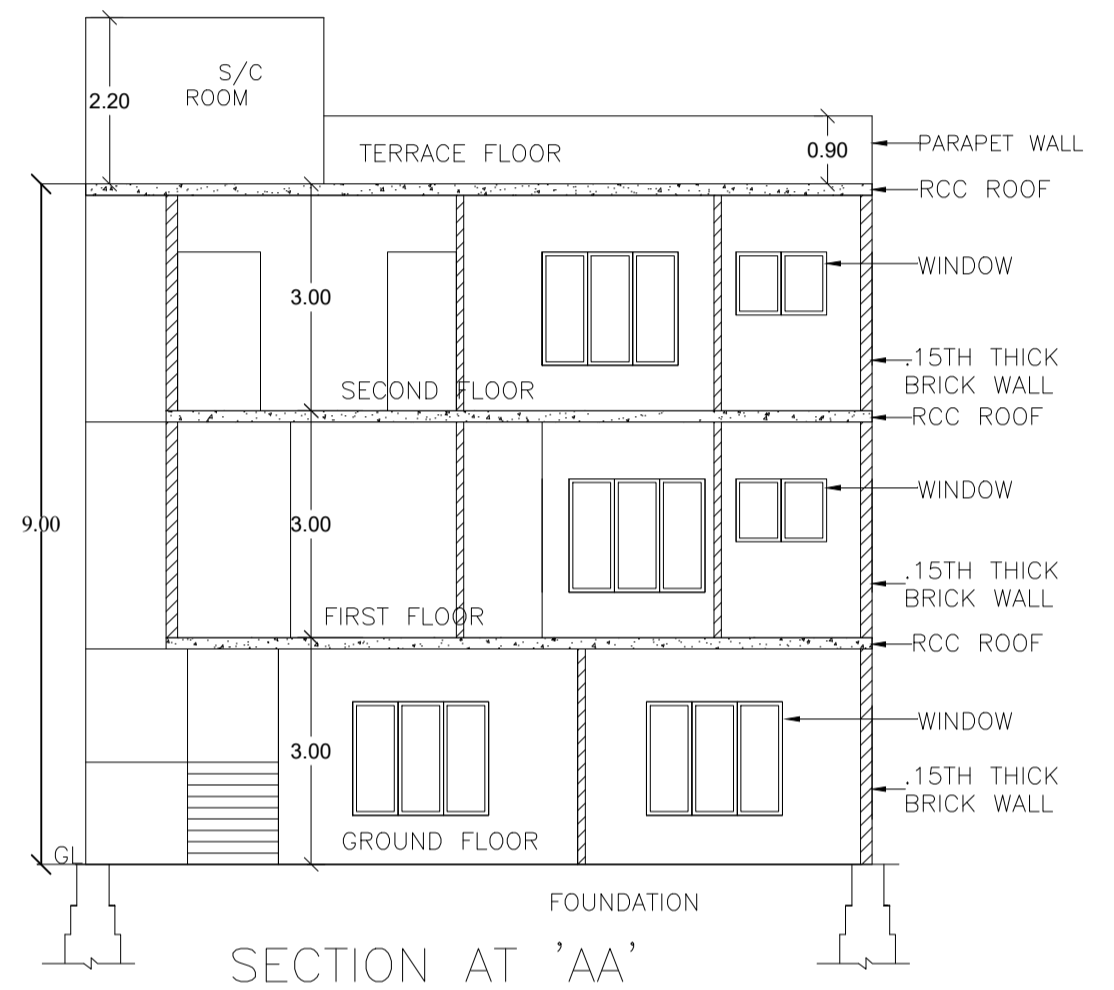 S/C
ROOM
2.20
TERRACE FLOOR
0.90
PARAPET WALL
RCC ROOF
WINDOW
3.00
.15TH THICK
BRICK WALL
SECOND FLOOR
RCC ROOF
WINDOW
9.00
3.00
.15TH THICK
BRICK WALL
FIRST FLOOR
RCC ROOF
WINDOW
3.00
.15TH THICK
BRICK WALL
GROUND FLOOR
GL
FOUNDATION
SECTION AT 'AA'